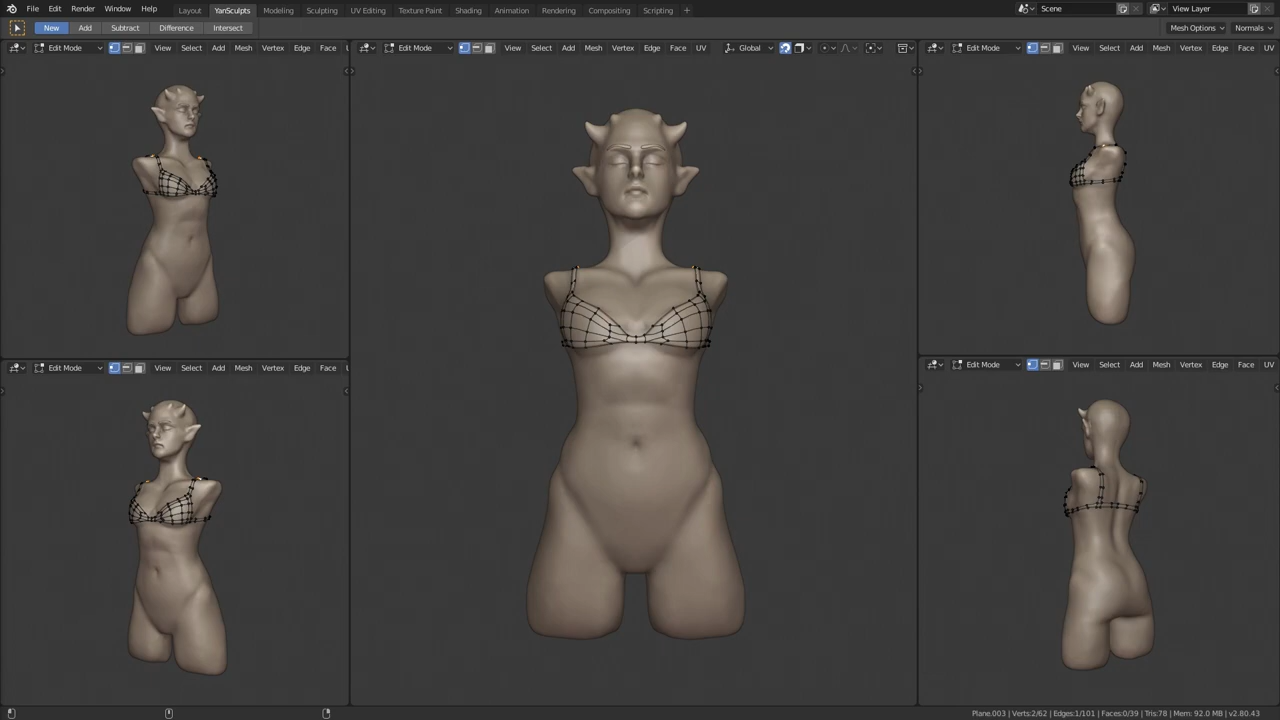 File Edit Render Window Help Layout YanSculpts Modeling Sculpting UV Editing Texture Paint Shading Animation Rendering Compositing Scripting + Scene View Layer
New Add Subtract Difference Intersect Mesh Options Normals
Edit Mode View Select Add Mesh Vertex Edge Face U
Edit Mode View Select Add Mesh Vertex Edge Face UV Global
Edit Mode View Select Add Mesh Vertex Edge Face UV
Edit Mode View Select Add Mesh Vertex Edge Face U
Edit Mode View Select Add Mesh Vertex Edge Face UV
Plane.003 | Verts:2/62 | Edges:1/101 | Faces:0/39 | Tris:78 | Mem: 92.0 MB | v2.80.43